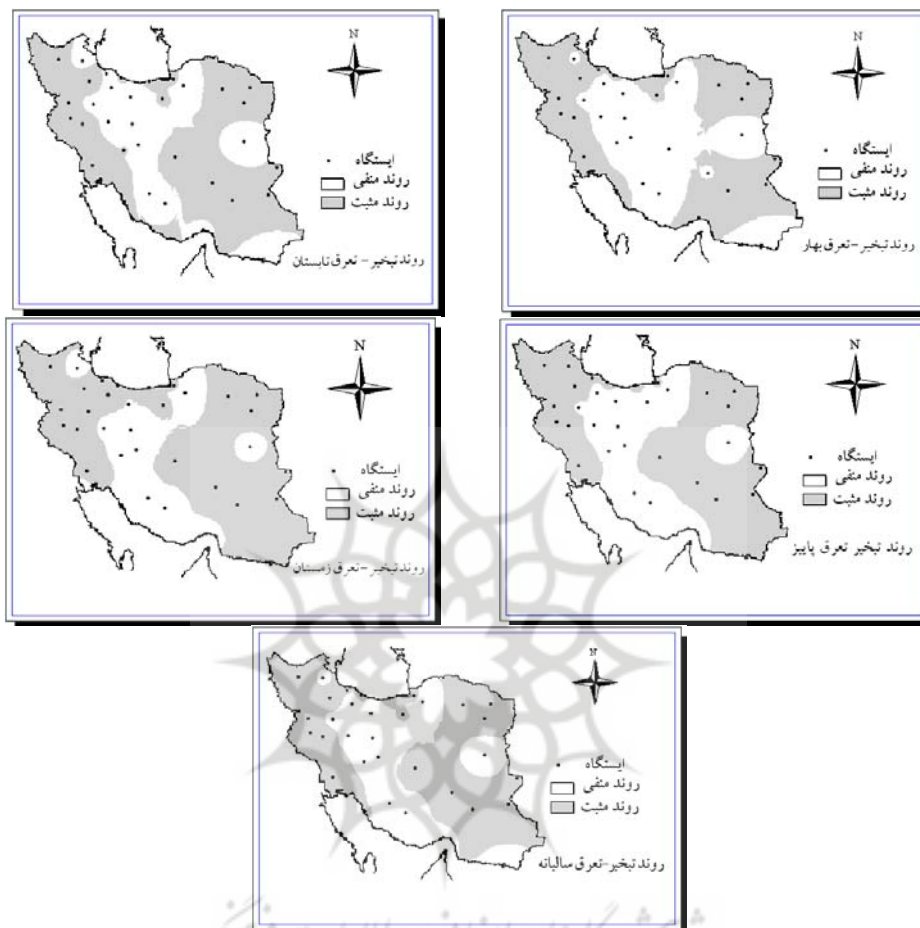 N
ایستگاه
روند منفی
روند مثبت
روند تبخیر - تعرق بهار
N
ایستگاه
روند منفی
روند مثبت
روند تبخیر - تعرق تابستان
N
ایستگاه
روند منفی
روند مثبت
روند تبخیر تعرق پاییز
N
ایستگاه
روند منفی
روند مثبت
روند تبخیر - تعرق زمستان
N
ایستگاه
روند منفی
روند مثبت
روند تبخیر - تعرق سالیانه